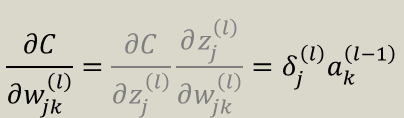 ∂C/∂w_{jk}^{(l)} = ∂C/∂z_j^{(l)} ∂z_j^{(l)}/∂w_{jk}^{(l)} = δ_j^{(l)} a_k^{(l−1)}